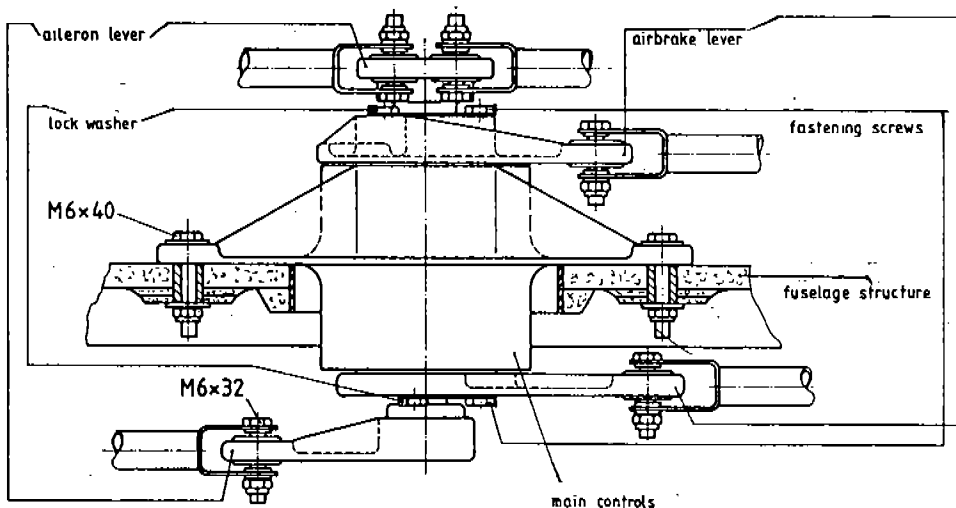 aileron lever
airbrake lever
lock washer
fastening screws
M6×40
fuselage structure
M6×32
main controls